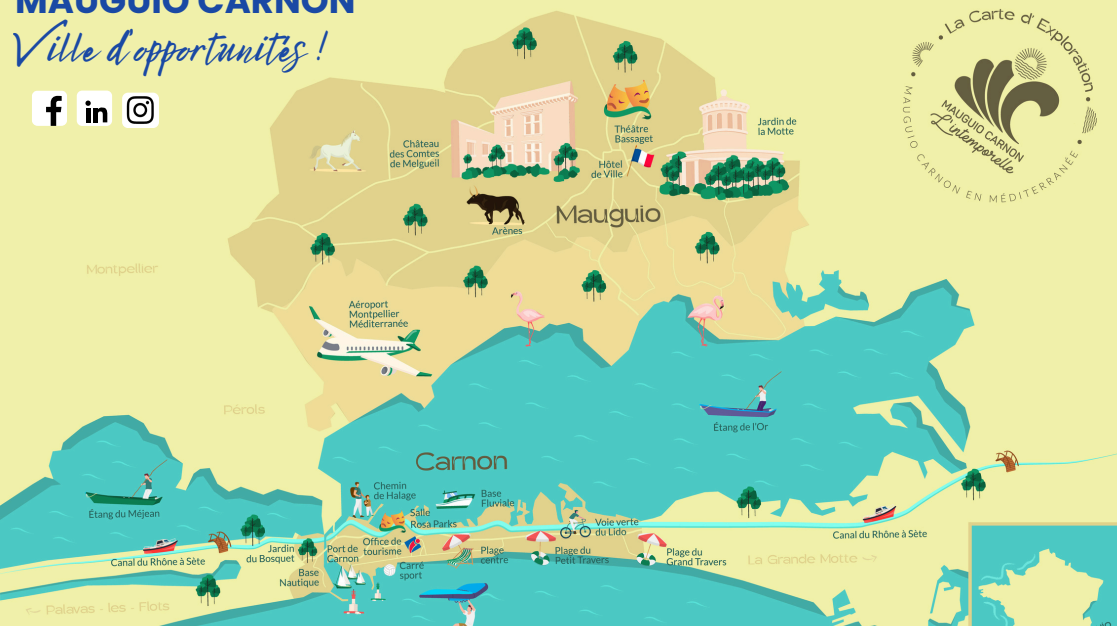 MAUGUIO CARNON
Ville d'opportunités !
f
in
La Carte d'Exploration
MAUGUIO CARNON
L'intemporelle
MAUGUIO CARNON EN MÉDITERRANÉE
Théâtre
Bassaget
Jardin de
la Motte
Château
des Comtes
de Melgueil
Hôtel
de Ville
Mauguio
Arènes
Montpellier
Aéroport
Montpellier
Méditerranée
Pérols
Étang de l'Or
Carnon
Chemin
de Halage
Base
Fluviale
Étang du Méjean
Salle
Rosa Parks
Voie verte
du Lido
Canal du Rhône à Sète
Canal du Rhône à Sète
Jardin
du Bosquet
Port de
Carnon
Office de
tourisme
Plage
centre
Plage du
Petit Travers
Plage du
Grand Travers
La Grande Motte
Base
Nautique
Carré
sport
Palavas - les - Flots